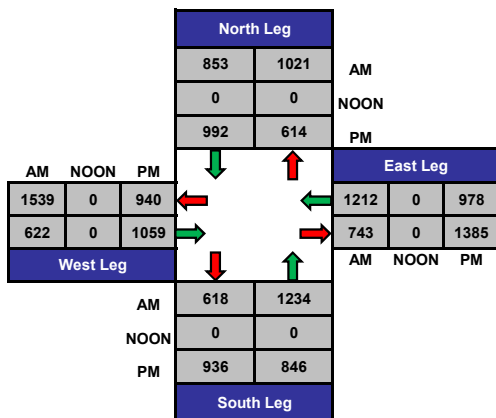 North Leg
853 1021 AM
0 0 NOON
992 614 PM
AM NOON PM East Leg
1539 0 940 1212 0 978
622 0 1059 743 0 1385
West Leg AM NOON PM
AM 618 1234
NOON 0 0
PM 936 846
South Leg